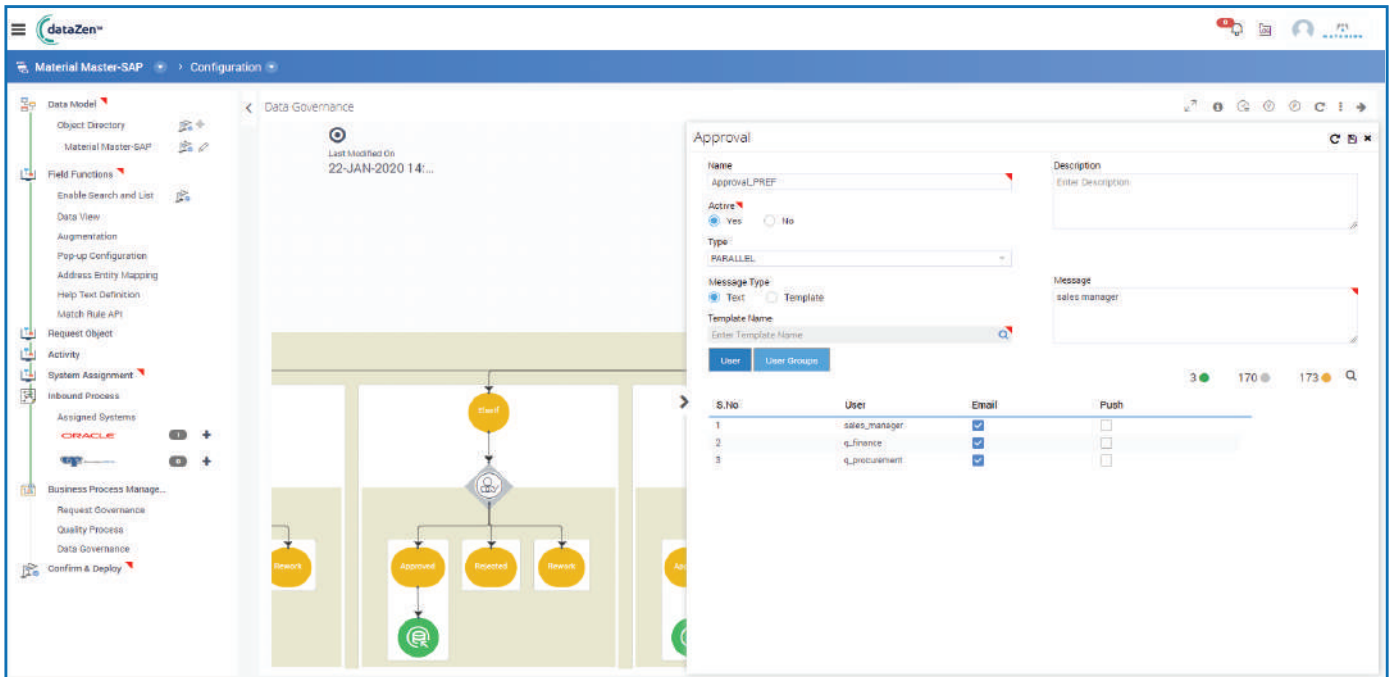 dataZen™
0
Material Master-SAP > Configuration
Data Model
Object Directory
Material Master-SAP
Field Functions
Enable Search and List
Data View
Augmentation
Pop-up Configuration
Address Entity Mapping
Help Text Definition
Match Rule API
Request Object
Activity
System Assignment
Inbound Process
Assigned Systems
ORACLE 1 +
0 +
Business Process Manage...
Request Governance
Quality Process
Data Governance
Confirm & Deploy
Data Governance
Last Modified On
22-JAN-2020 14:...
ElseIf
Rework
Approved
Rejected
Rework
Approval
Name
Approval_PREF
Description
Enter Description
Active
Yes No
Type
PARALLEL
Message Type
Text Template
Message
sales manager
Template Name
Enter Template Name
User User Groups
3 170 173
S.No User Email Push
1 sales_manager
2 q_finance
3 q_procurement